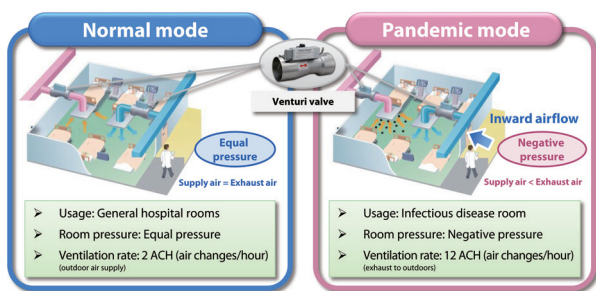 Normal mode
Pandemic mode
Venturi valve
Inward airflow
Equal
pressure
Negative
pressure
Supply air = Exhaust air
Supply air < Exhaust air
➢ Usage: General hospital rooms
➢ Room pressure: Equal pressure
➢ Ventilation rate: 2 ACH (air changes/hour)
(outdoor air supply)
➢ Usage: Infectious disease room
➢ Room pressure: Negative pressure
➢ Ventilation rate: 12 ACH (air changes/hour)
(exhaust to outdoors)